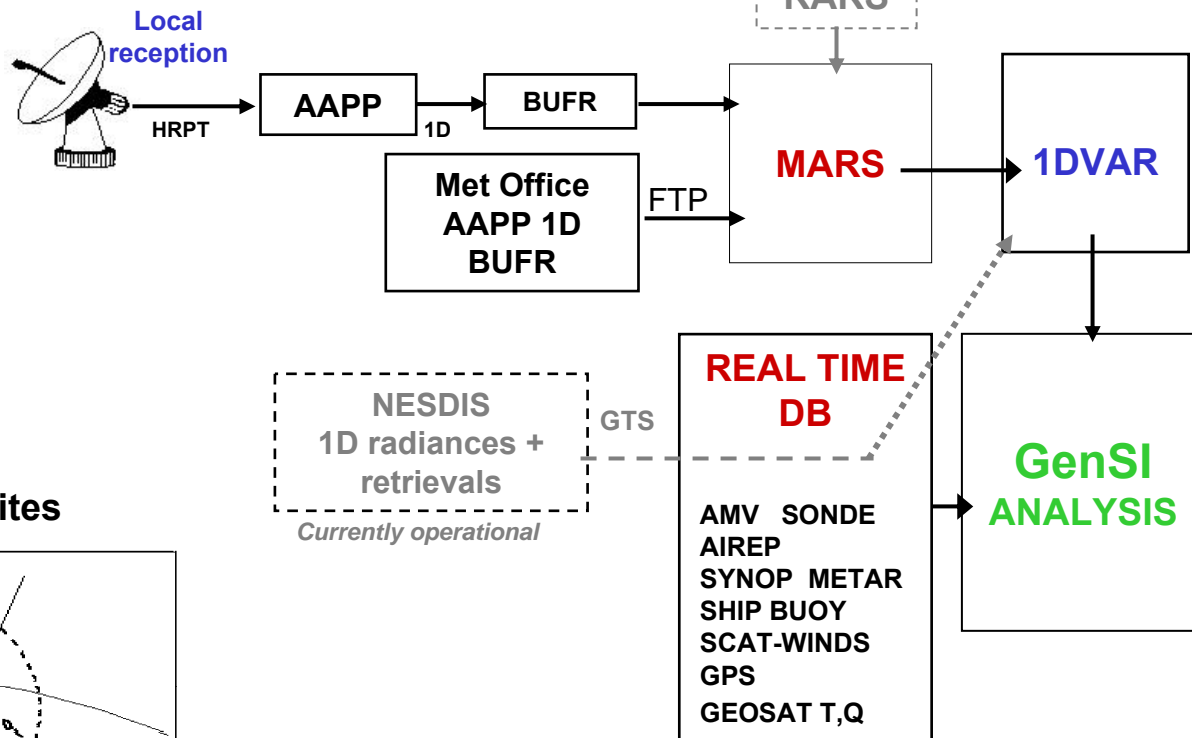 RARS
Local
reception
HRPT
AAPP
1D
BUFR
MARS
1DVAR
Met Office
AAPP 1D
BUFR
FTP
NESDIS
1D radiances +
retrievals
GTS
Currently operational
REAL TIME
DB
AMV SONDE
AIREP
SYNOP METAR
SHIP BUOY
SCAT-WINDS
GPS
GEOSAT T,Q
GenSI
ANALYSIS
ites